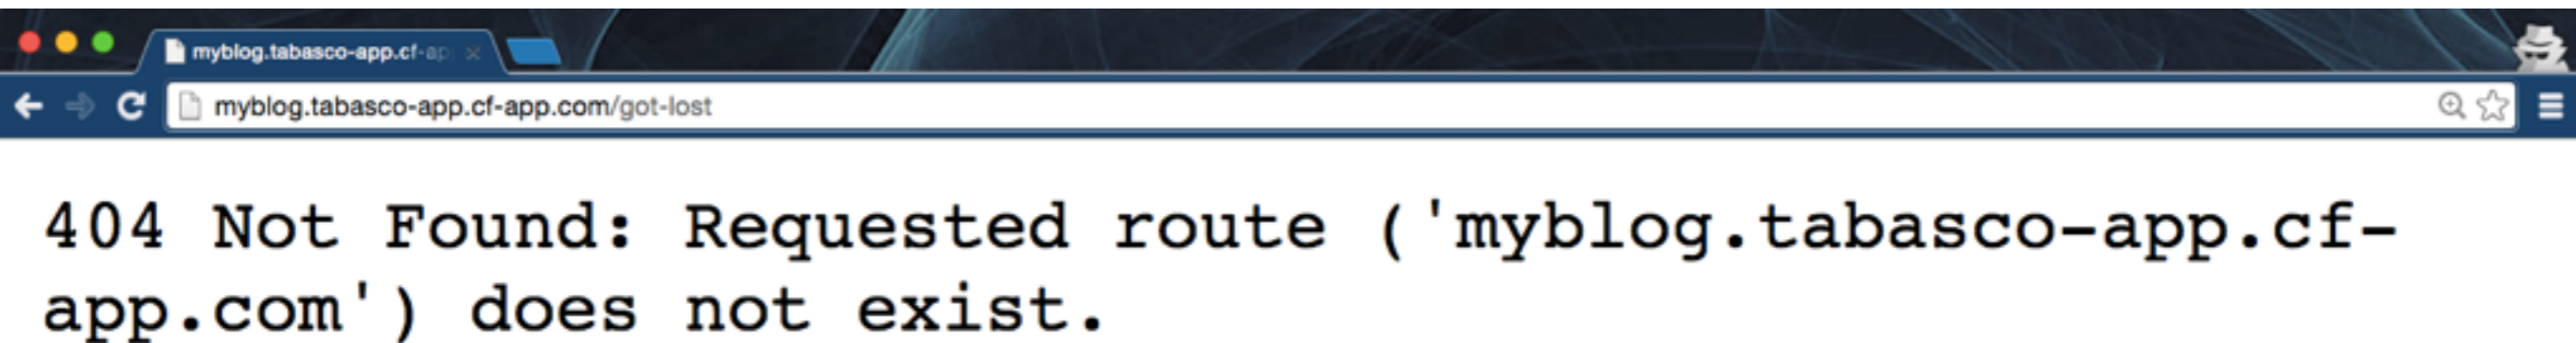 myblog.tabasco-app.cf-ap
myblog.tabasco-app.cf-app.com/got-lost
404 Not Found: Requested route ('myblog.tabasco-app.cf-
app.com') does not exist.